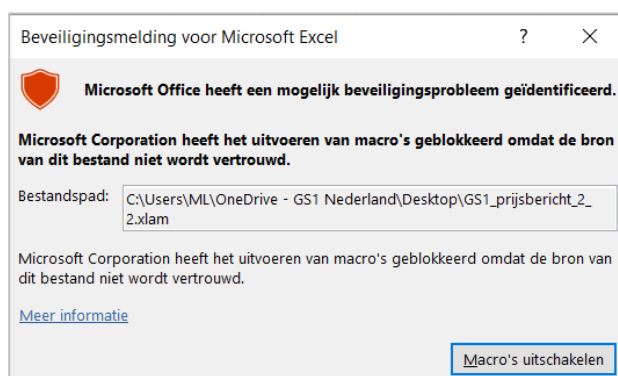 Beveiligingsmelding voor Microsoft Excel ? ×
Microsoft Office heeft een mogelijk beveiligingsprobleem geïdentificeerd.
Microsoft Corporation heeft het uitvoeren van macro's geblokkeerd omdat de bron
van dit bestand niet wordt vertrouwd.
Bestandspad: C:\Users\ML\OneDrive - GS1 Nederland\Desktop\GS1_prijsbericht_2_
2.xlam
Microsoft Corporation heeft het uitvoeren van macro's geblokkeerd omdat de bron van
dit bestand niet wordt vertrouwd.
Meer informatie
Macro's uitschakelen